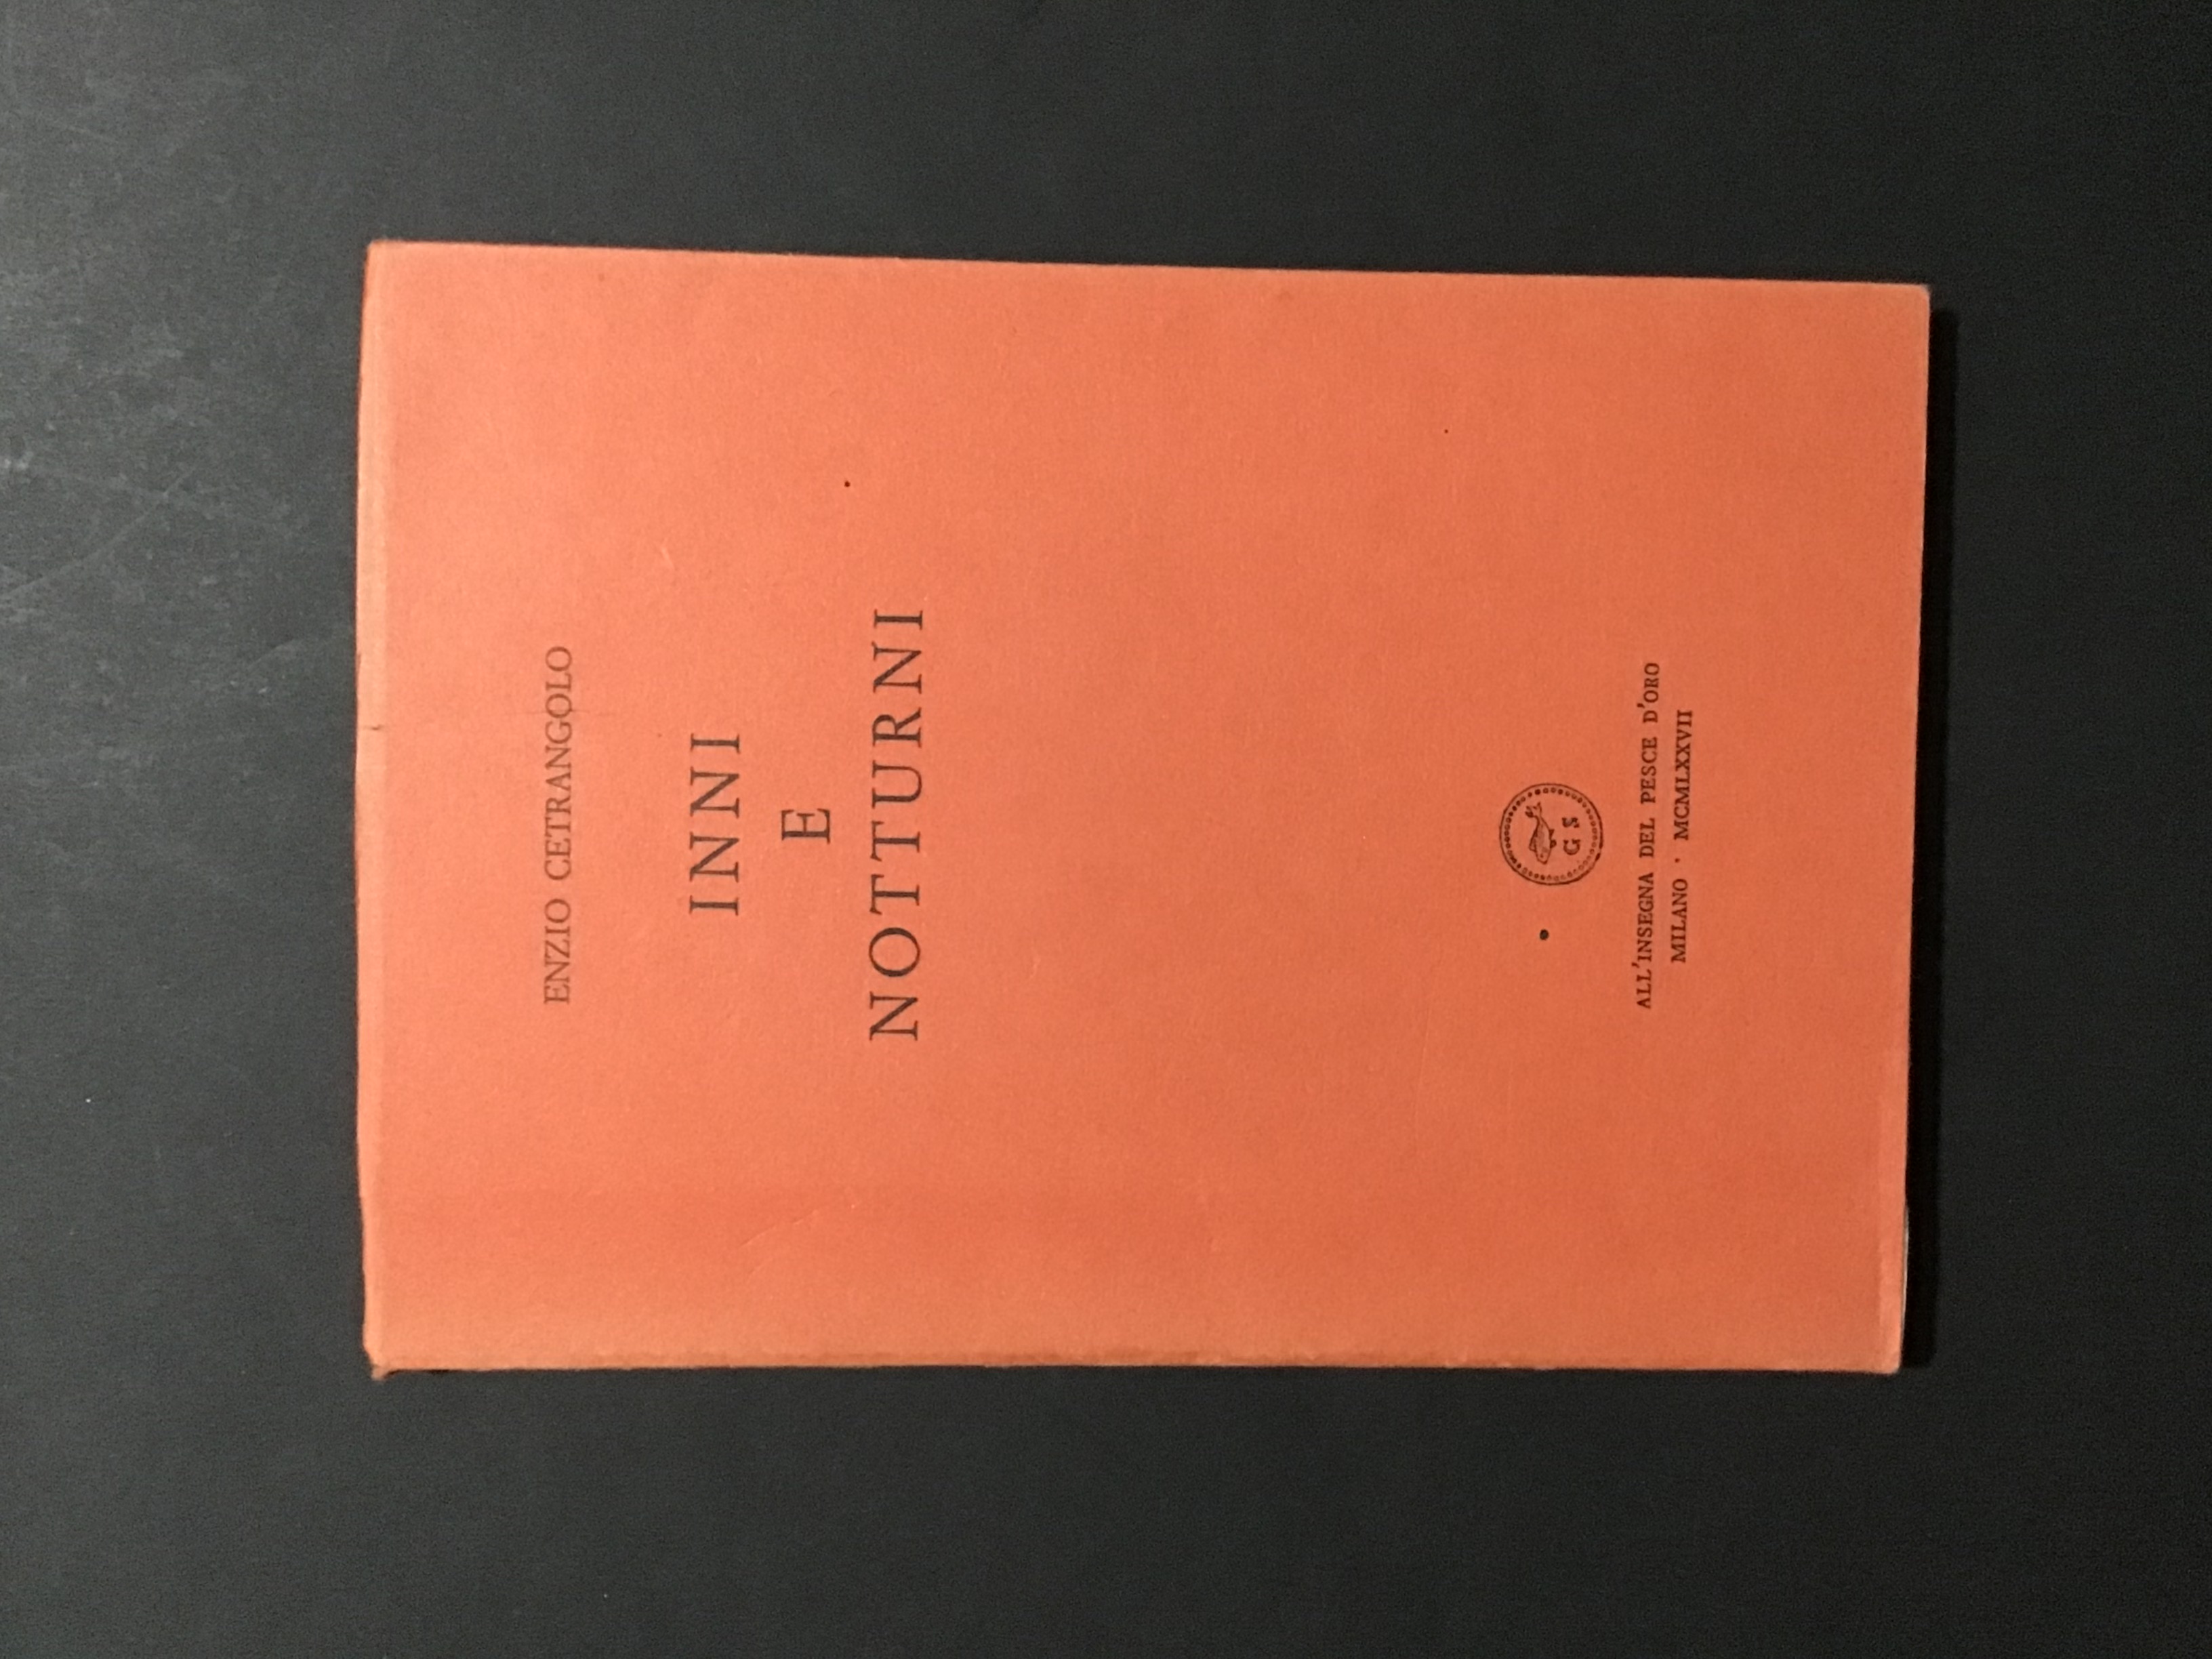 ENZIO CETRANGOLO
INNI
E
NOTTURNI
G S
ALL'INSEGNA DEL PESCE D'ORO
MILANO · MCMLXXVII